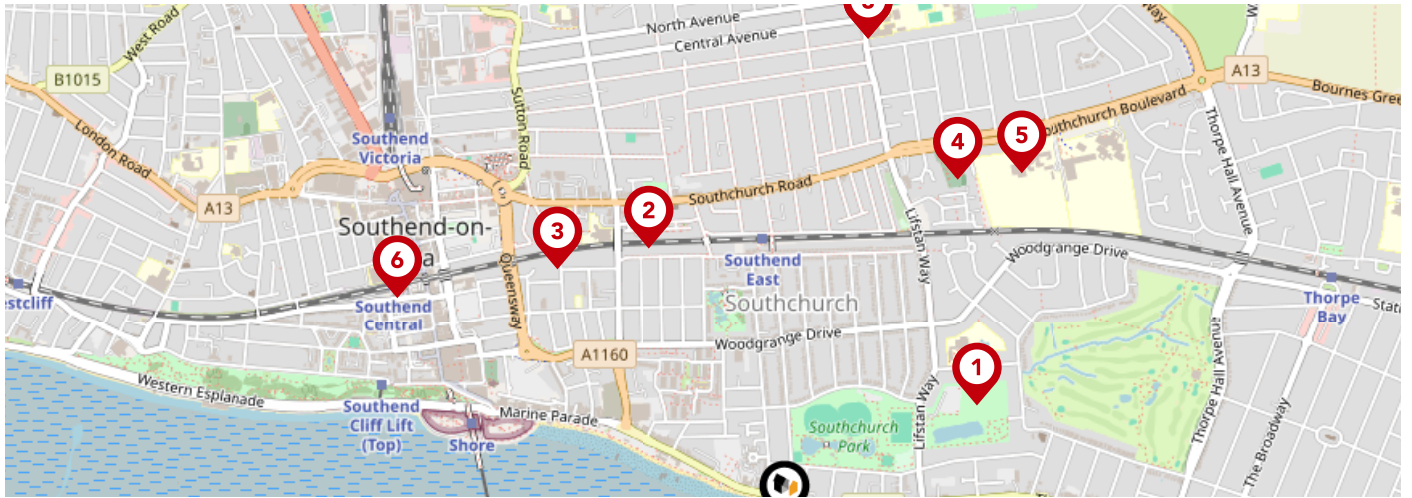 West Road
North Avenue
Central Avenue
B1015
London Road
A13
Southend
Victoria
Sutton Road
Southchurch Road
4
5
Southchurch Boulevard
A13
Bournes Gree
Thorpe Hall Avenue
Southend-on-
a
6
3
2
Queensway
Southend
East
Southchurch
Lifstan Way
Woodgrange Drive
estcliff
Southend
Central
Thorpe
Bay
Stati
A1160
Woodgrange Drive
1
Western Esplanade
Southend
Cliff Lift
(Top)
Shore
Marine Parade
Southchurch
Park
Lifstan Way
Thorpe Hall Avenue
The Broadway